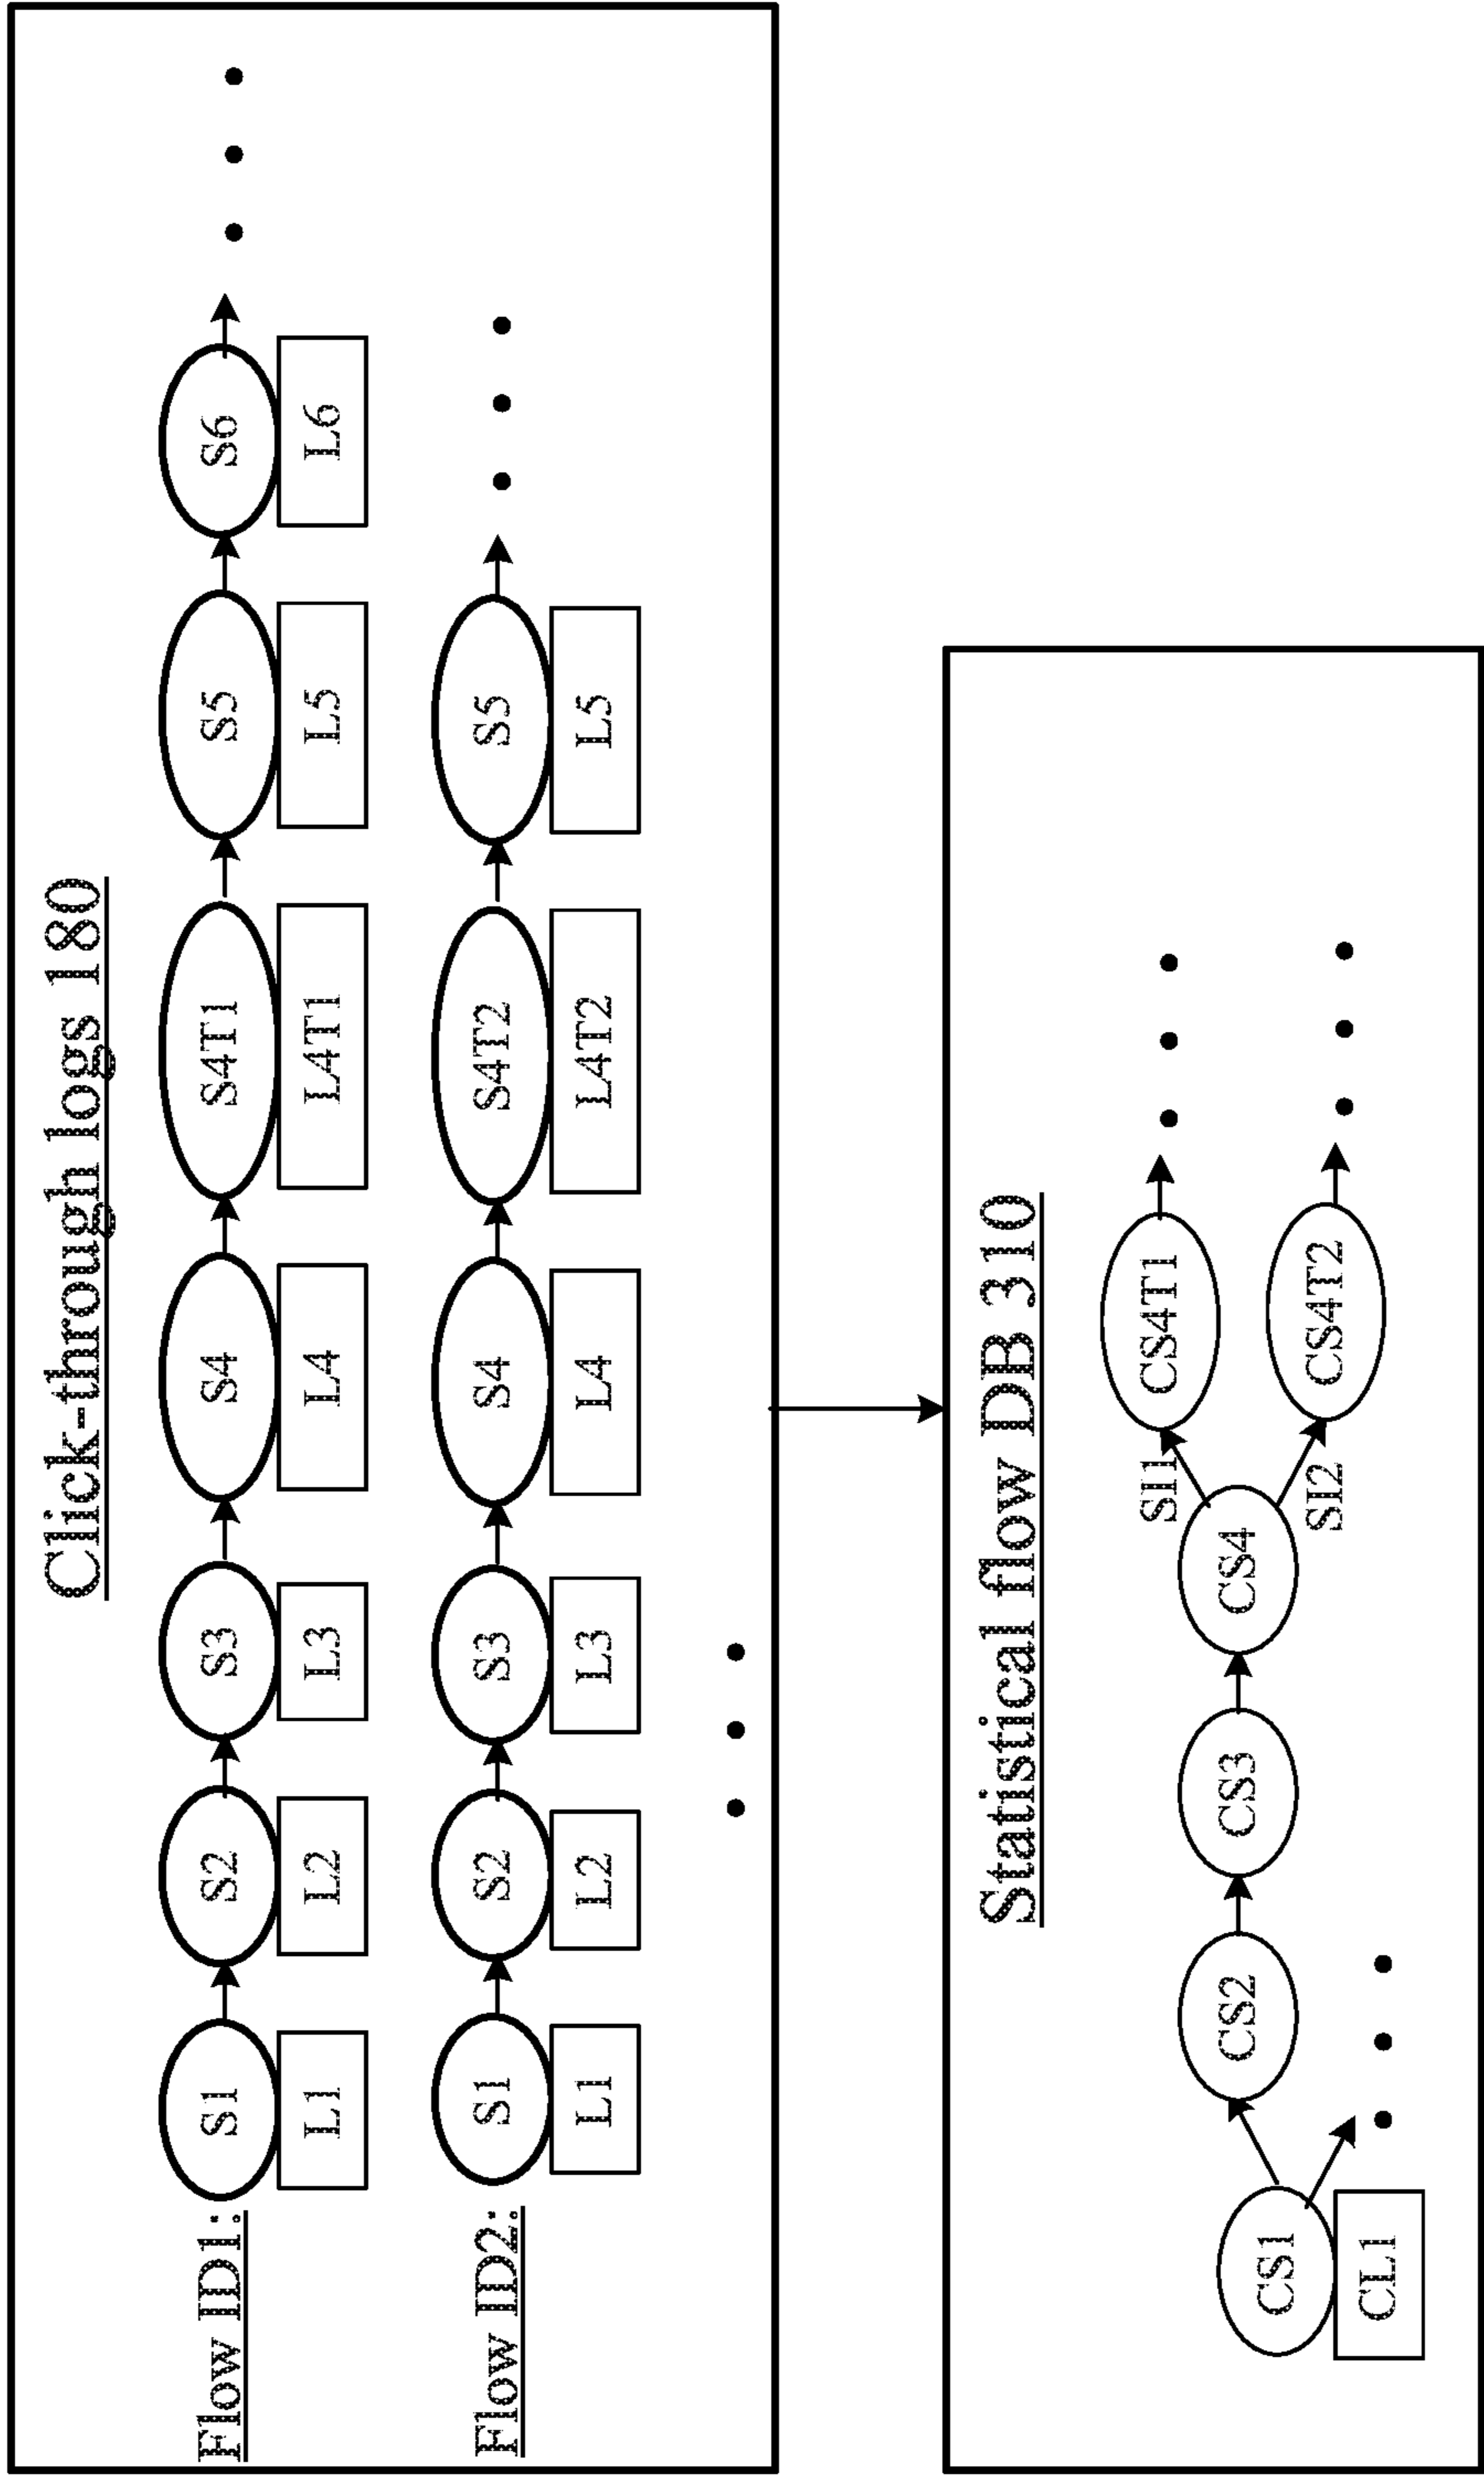 Click-through logs 180
Flow ID1:
S1 S2 S3 S4 S4T1 S5 S6
L1 L2 L3 L4 L4T1 L5 L6
Flow ID2:
S1 S2 S3 S4 S4T2 S5
L1 L2 L3 L4 L4T2 L5
Statistical flow DB 310
SI1 CS4T1
CS1 CS2 CS3 CS4
SI2 CS4T2
CL1